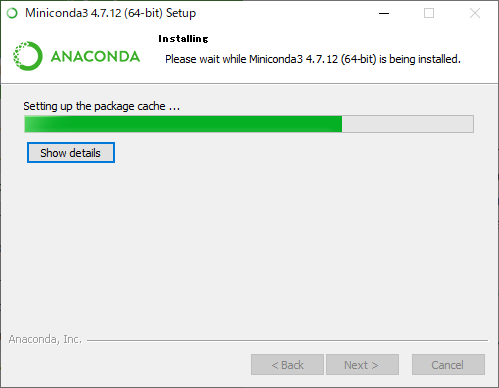 Miniconda3 4.7.12 (64-bit) Setup
ANACONDA
Installing
Please wait while Miniconda3 4.7.12 (64-bit) is being installed.
Setting up the package cache ...
Show details
Anaconda, Inc.
< Back
Next >
Cancel